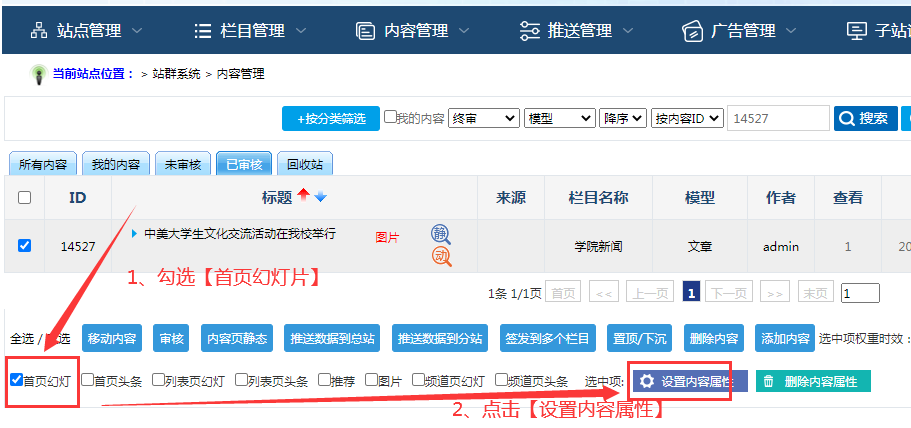 站点管理 栏目管理 内容管理 推送管理 广告管理 子站
当前站点位置： > 站群系统 > 内容管理
+按分类筛选 我的内容 终审 模型 降序 按内容ID 14527 搜索
所有内容 我的内容 未审核 已审核 回收站
ID 标题 来源 栏目名称 模型 作者 查看
14527 中美大学生文化交流活动在我校举行 图片 静 动 学院新闻 文章 admin 1 20
1、勾选【首页幻灯片】
1条 1/1页 首页 << 上一页 1 下一页 >> 末页 1
全选 / 选 移动内容 审核 内容页静态 推送数据到总站 推送数据到分站 签发到多个栏目 置顶/下沉 删除内容 添加内容 选中项权重时效：
首页幻灯 首页头条 列表页幻灯 列表页头条 推荐 图片 频道页幻灯 频道页头条 选中项: 设置内容属性 删除内容属性
2、点击【设置内容属性】